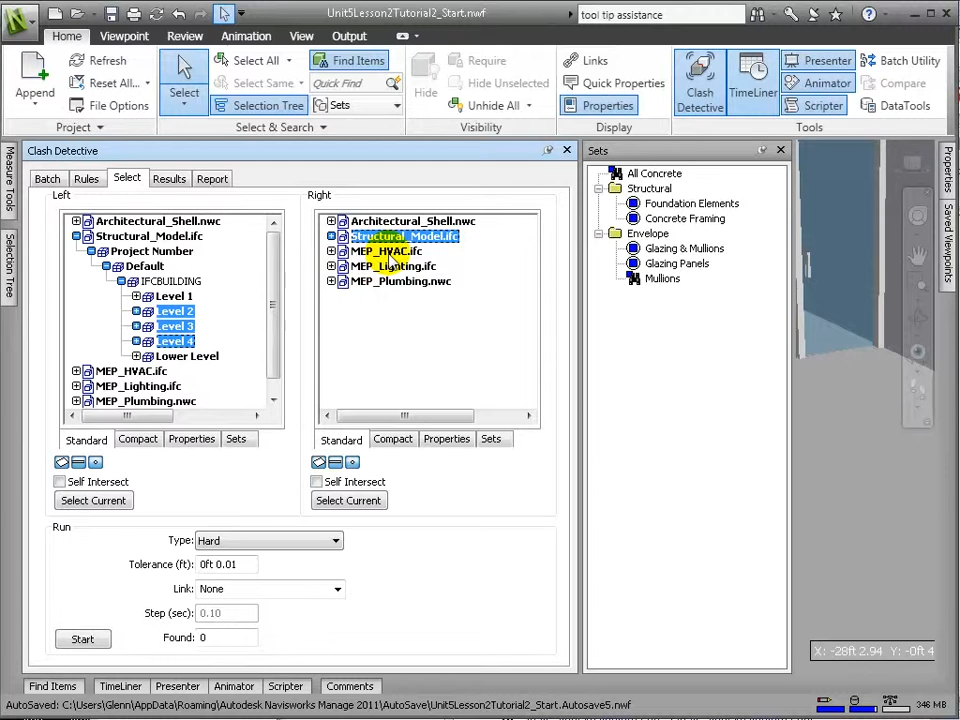 Unit5Lesson2Tutorial2_Start.nwf
tool tip assistance
Home Viewpoint Review Animation View Output
Append
Refresh
Reset All...
File Options
Project
Select
Select All
Select Same
Selection Tree
Find Items
Quick Find
Sets
Select & Search
Hide
Require
Hide Unselected
Unhide All
Visibility
Links
Quick Properties
Properties
Display
Clash
Detective
TimeLiner
Presenter
Animator
Scripter
Batch Utility
Compare
DataTools
Tools
Measure Tools
Selection Tree
Clash Detective
Batch Rules Select Results Report
Left
Architectural_Shell.nwc
Structural_Model.ifc
Project Number
Default
IFCBUILDING
Level 1
Level 2
Level 3
Level 4
Lower Level
MEP_HVAC.ifc
MEP_Lighting.ifc
MEP_Plumbing.nwc
Standard Compact Properties Sets
Self Intersect
Select Current
Right
Architectural_Shell.nwc
Structural_Model.ifc
MEP_HVAC.ifc
MEP_Lighting.ifc
MEP_Plumbing.nwc
Standard Compact Properties Sets
Self Intersect
Select Current
Run
Type: Hard
Tolerance (ft): 0ft 0.01
Link: None
Step (sec): 0.10
Start
Found: 0
Sets
All Concrete
Structural
Foundation Elements
Concrete Framing
Envelope
Glazing & Mullions
Glazing Panels
Mullions
Properties
Saved Viewpoints
X: -28ft 2.94 Y: -0ft 4
Find Items TimeLiner Presenter Animator Scripter Comments
AutoSaved: C:\Users\Glenn\AppData\Roaming\Autodesk Navisworks Manage 2011\AutoSave\Unit5Lesson2Tutorial2_Start.Autosave5.nwf
346 MB